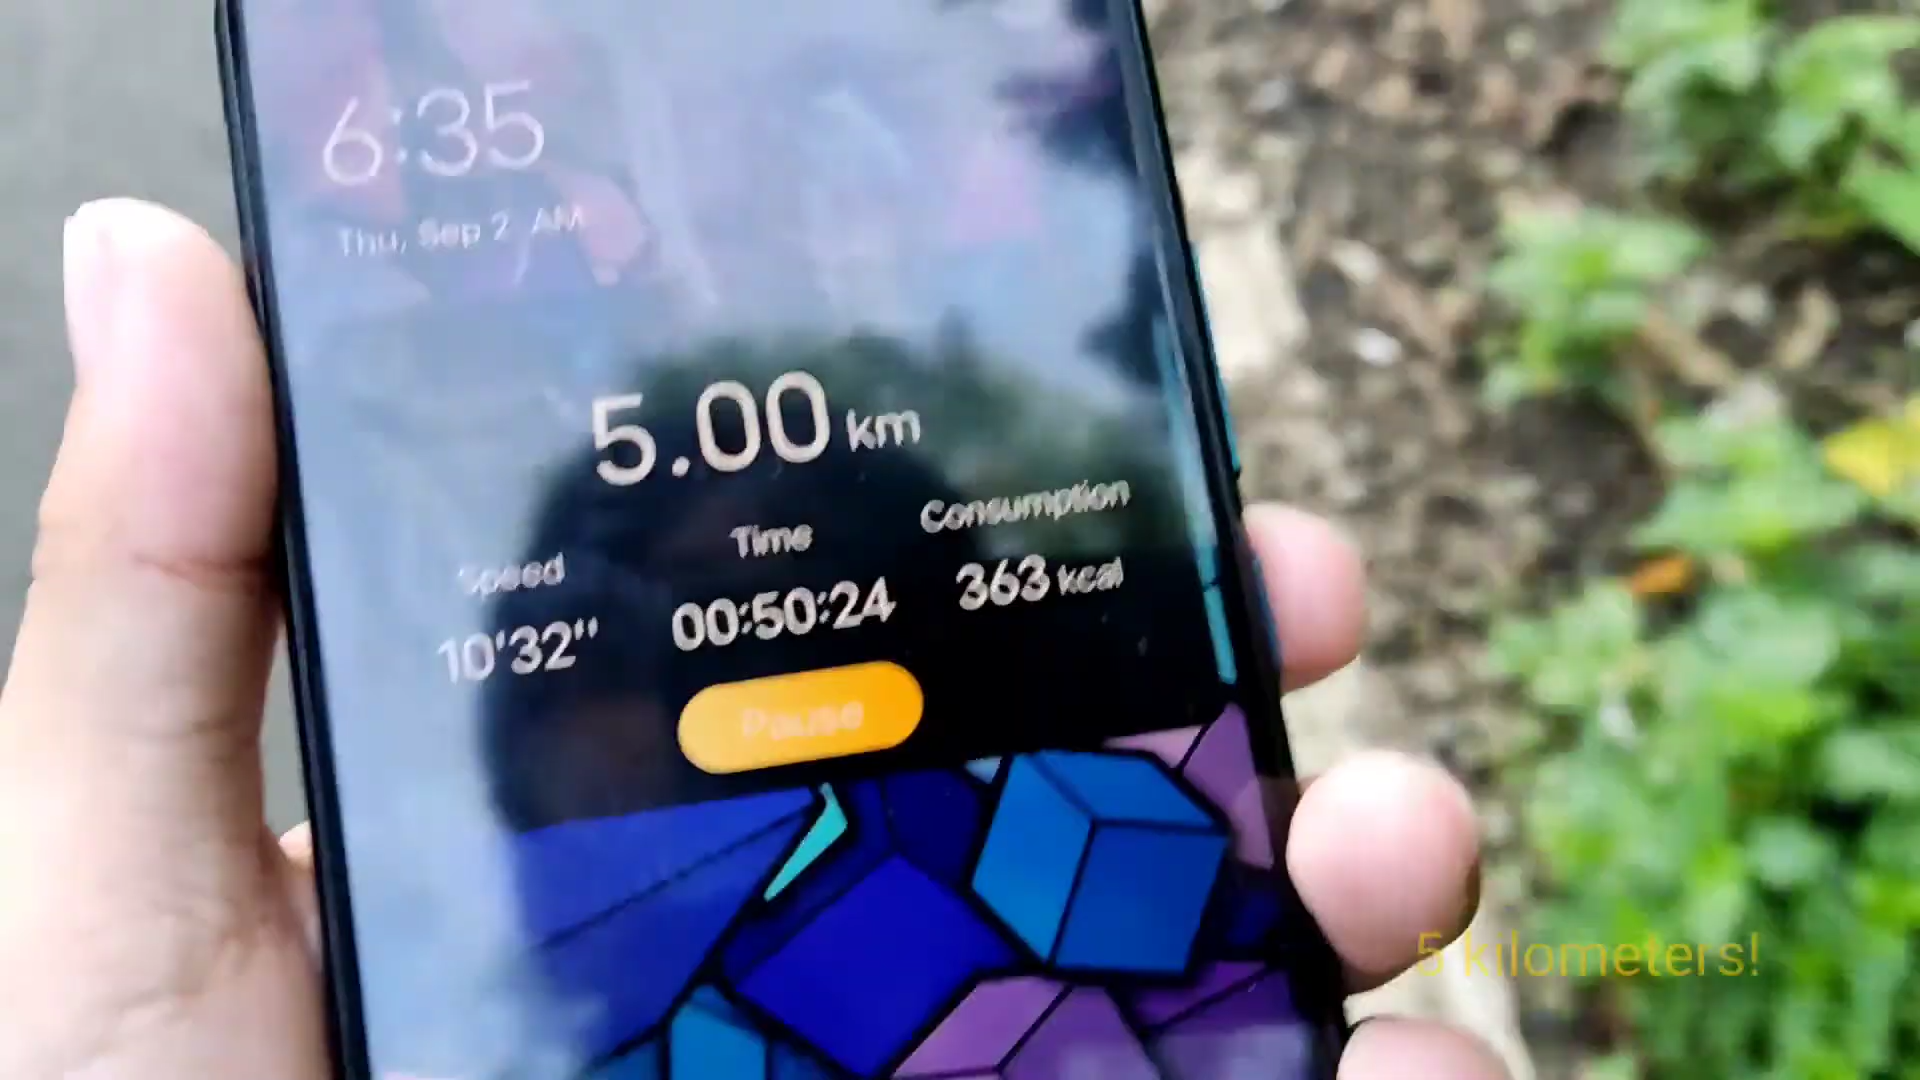 6:35
Thu, Sep 2 AM
5.00 km
Speed
Time
Consumption
10'32"
00:50:24
363 kcal
Pause
5 kilometers!